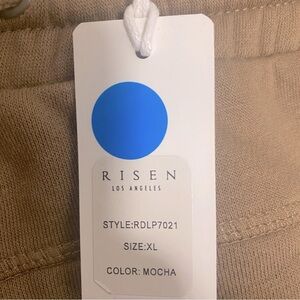 RISEN
LOS ANGELES
STYLE:RDLP7021
SIZE:XL
COLOR: MOCHA